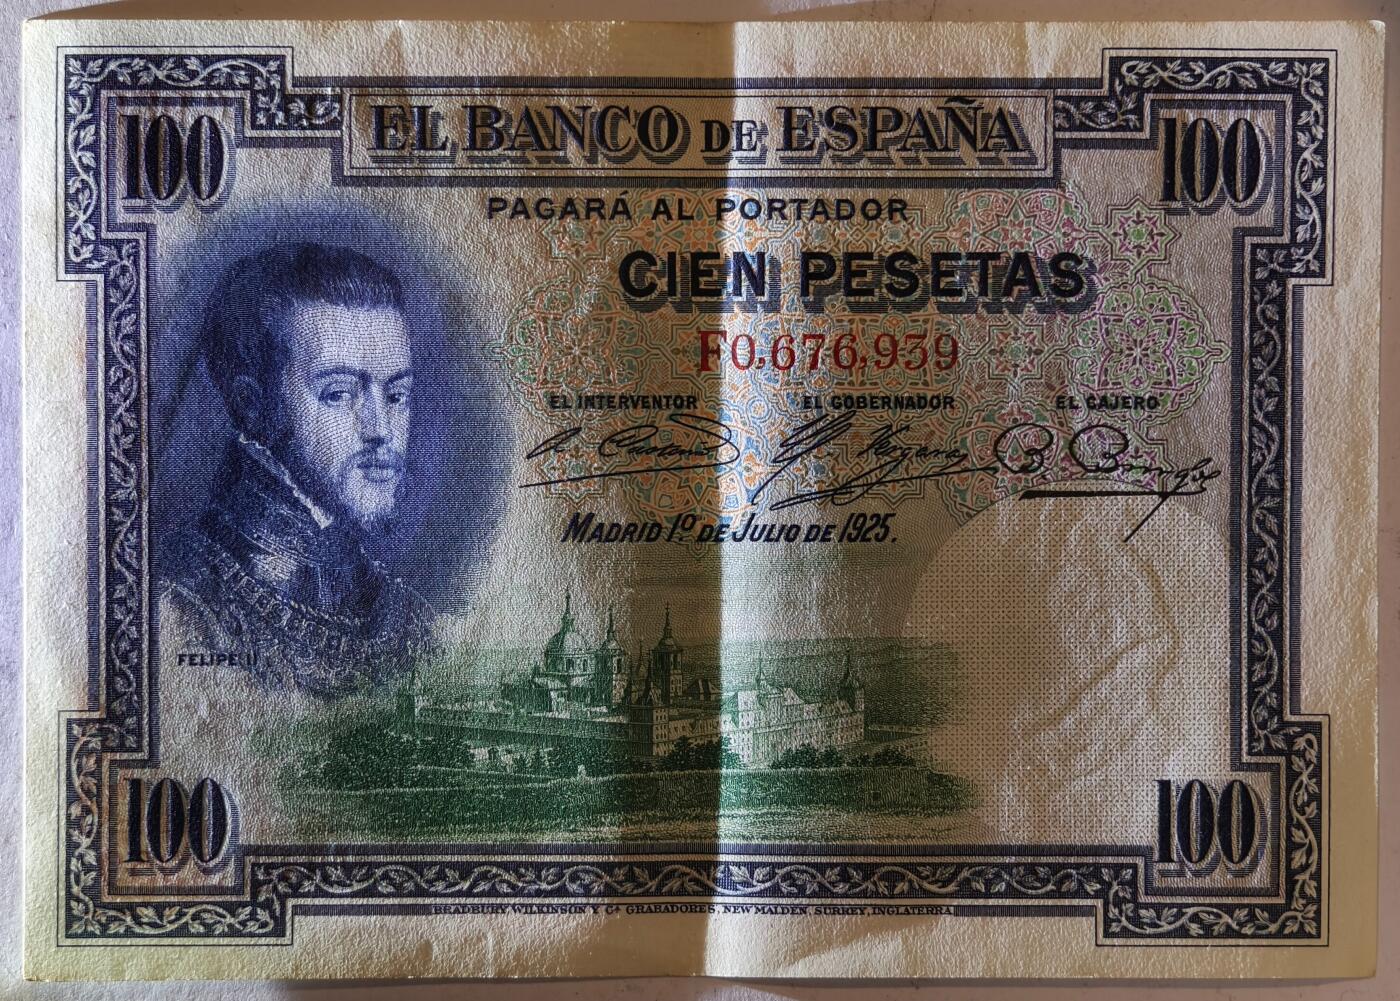 EL BANCO DE ESPAÑA
100
100
PAGARÁ AL PORTADOR
CIEN PESETAS
F0,676,939
EL INTERVENTOR EL GOBERNADOR EL CAJERO
MADRID 1º DE JULIO DE 1925.
FELIPE II
100
100
BRADBURY WILKINSON Y Cª GRABADORES, NEW MALDEN, SURREY, INGLATERRA